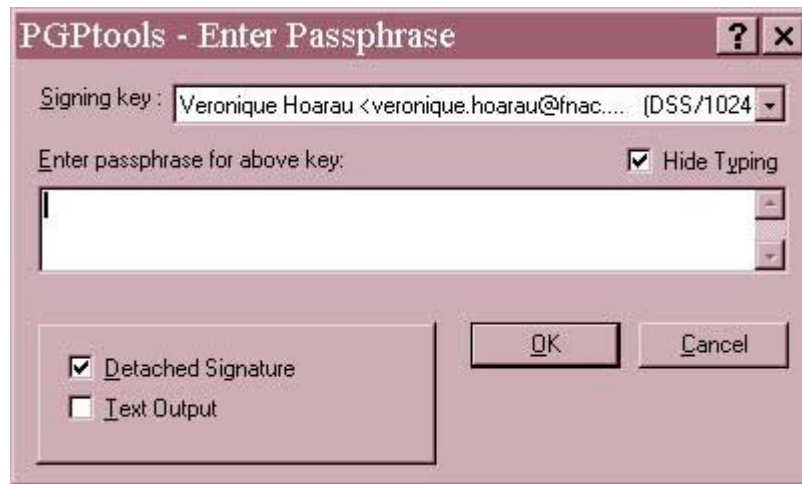 PGPtools - Enter Passphrase
Signing key : Veronique Hoarau <veronique.hoarau@fnac.... (DSS/1024
Enter passphrase for above key: Hide Typing
OK Cancel
Detached Signature
Text Output